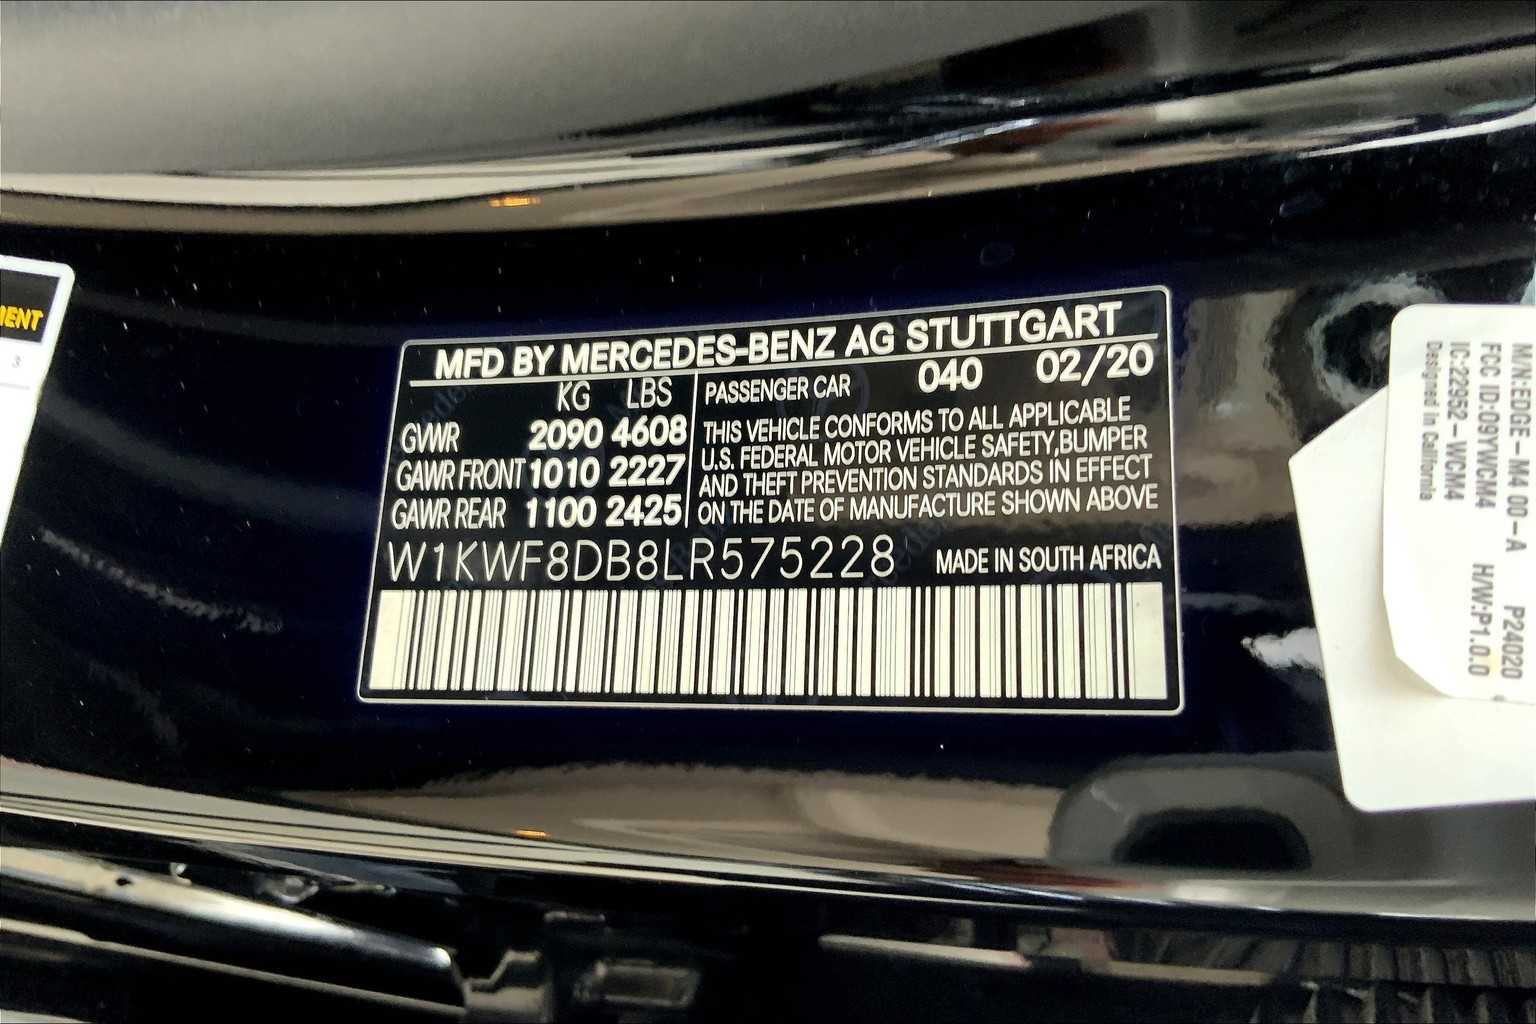 MENT
3
MFD BY MERCEDES-BENZ AG STUTTGART
KG LBS
GVWR 2090 4608
GAWR FRONT 1010 2227
GAWR REAR 1100 2425
PASSENGER CAR 040 02/20
THIS VEHICLE CONFORMS TO ALL APPLICABLE
U.S. FEDERAL MOTOR VEHICLE SAFETY, BUMPER
AND THEFT PREVENTION STANDARDS IN EFFECT
ON THE DATE OF MANUFACTURE SHOWN ABOVE
W1KWF8DB8LR575228 MADE IN SOUTH AFRICA
M/N:EDGE-M4 00-A P24020
FCC ID:O9YWCM4 H/W:P1.0.0
IC:22952-WCM4
Designed in California